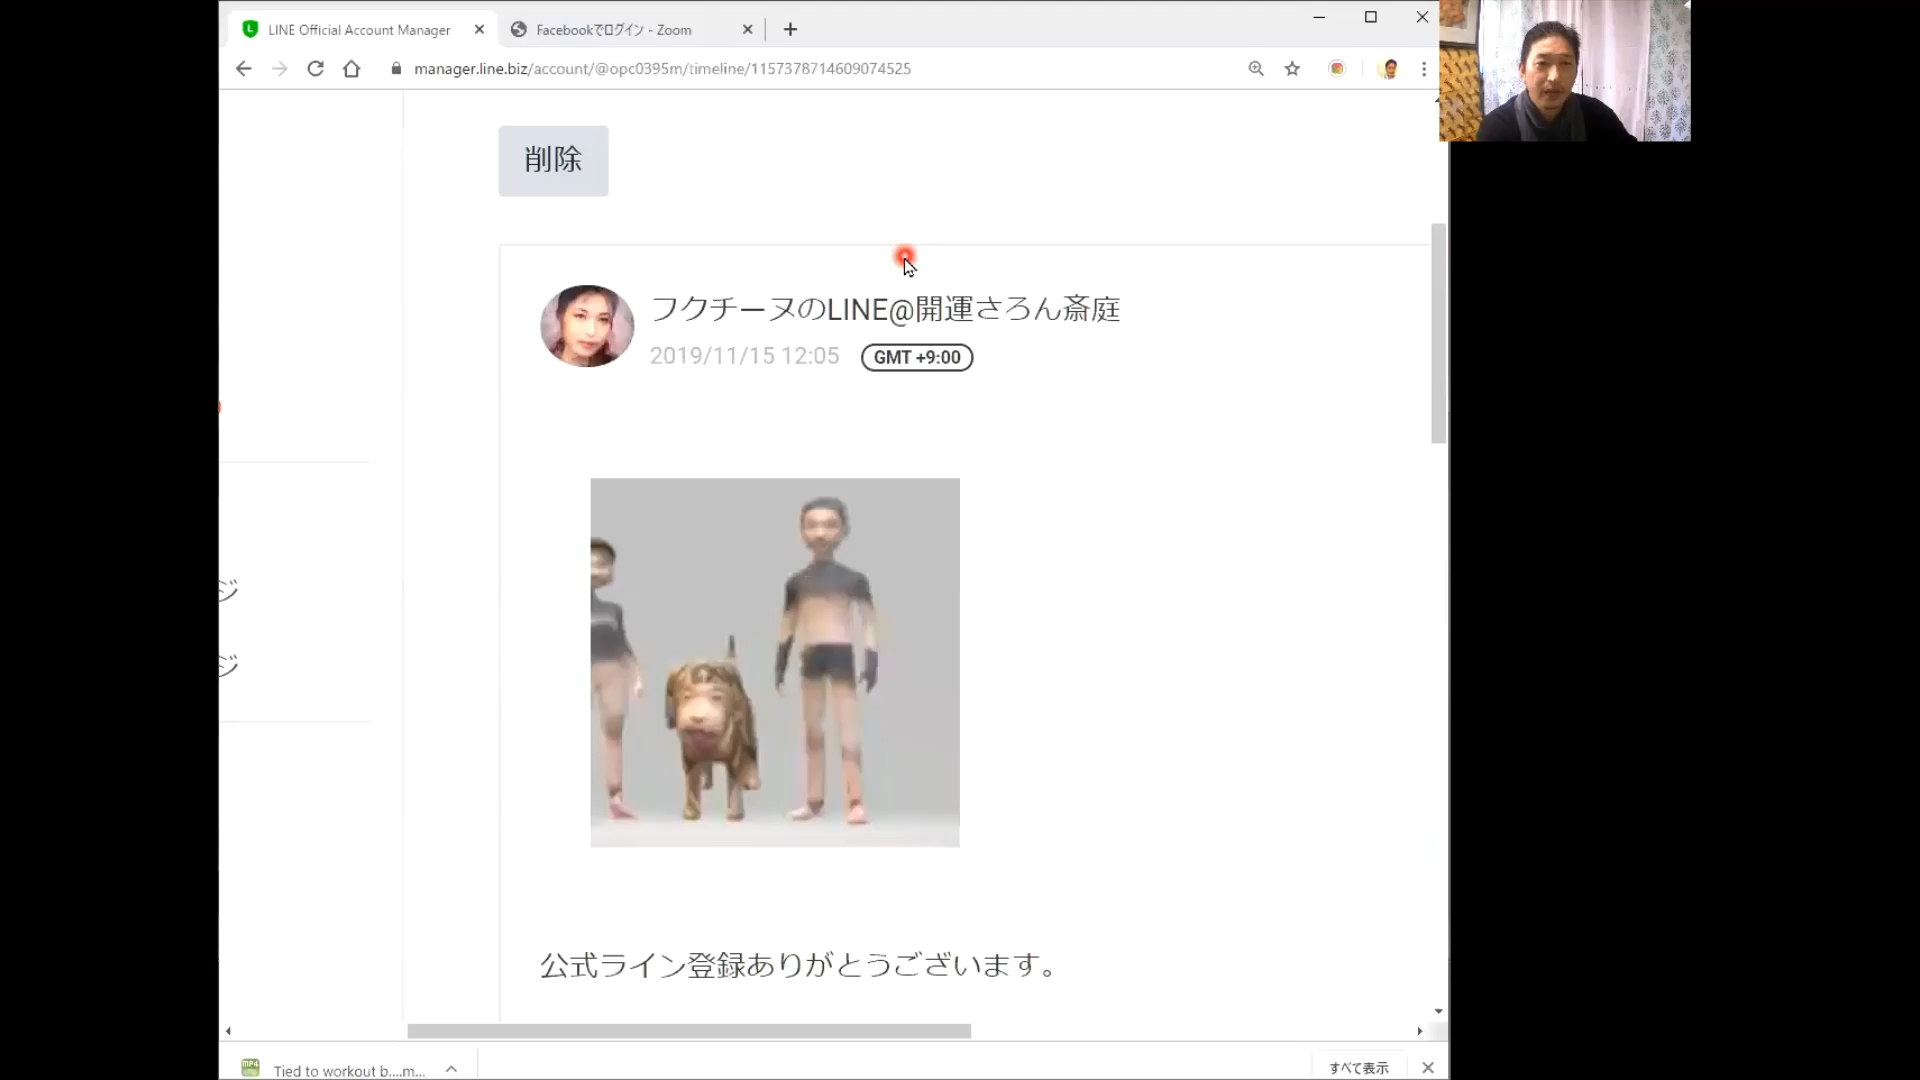 LINE Official Account Manager
Facebookでログイン - Zoom
manager.line.biz/account/@opc0395m/timeline/1157378714609074525
削除
フクチーヌのLINE@開運さろん斎庭
2019/11/15 12:05 GMT +9:00
ジ
ジ
公式ライン登録ありがとうございます。
Tied to workout b....m...
すべて表示